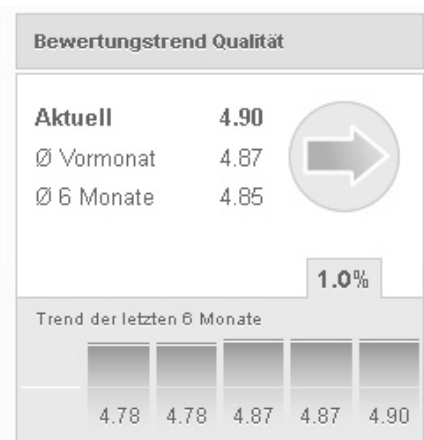 Bewertungstrend Qualität
Aktuell 4.90
Ø Vormonat 4.87
Ø 6 Monate 4.85
1.0%
Trend der letzten 6 Monate
4.78 4.78 4.87 4.87 4.90